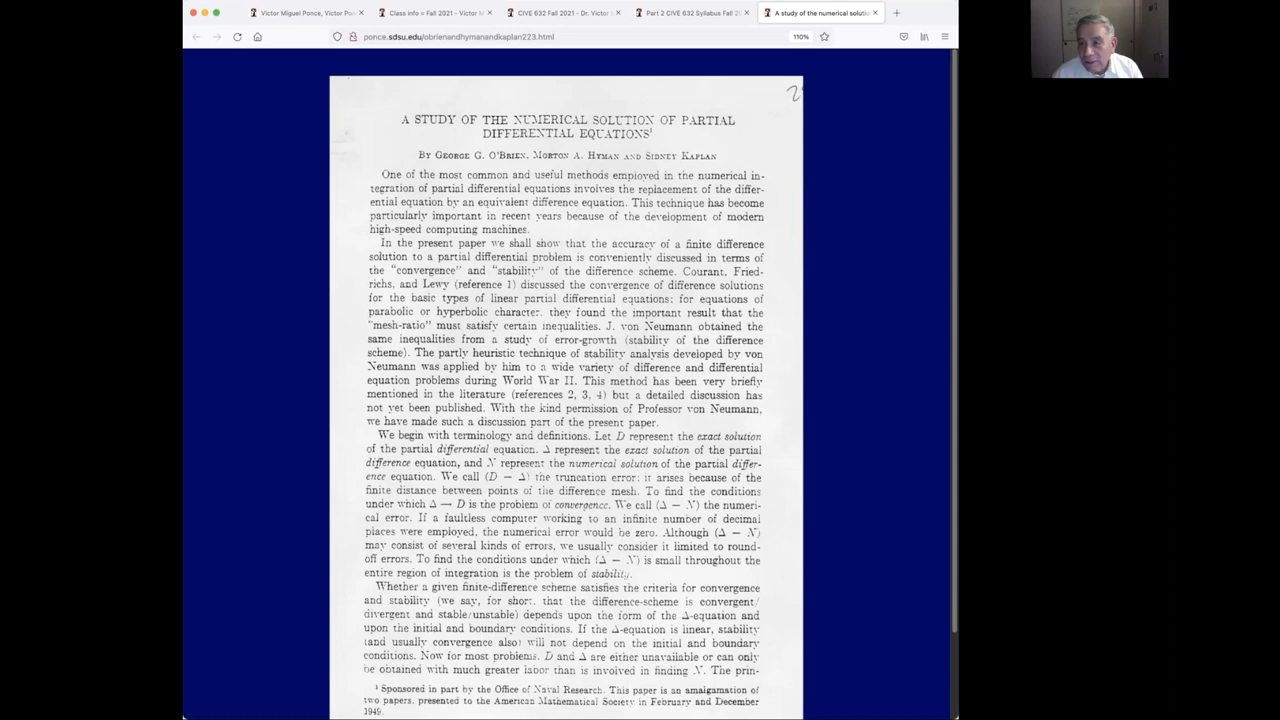 Victor Miguel Ponce, Victor Por
Class info = Fall 2021 - Victor M
CIVE 632 Fall 2021 - Dr. Victor
Part 2 CIVE 632 Syllabus Fall 2
A study of the numerical solutio
ponce.sdsu.edu/obrienandhymanandkaplan223.html
110%
A STUDY OF THE NUMERICAL SOLUTION OF PARTIAL
DIFFERENTIAL EQUATIONS¹
BY GEORGE G. O'BRIEN, MORTON A. HYMAN AND SIDNEY KAPLAN
One of the most common and useful methods employed in the numerical in-
tegration of partial differential equations involves the replacement of the differ-
ential equation by an equivalent difference equation. This technique has become
particularly important in recent years because of the development of modern
high-speed computing machines.
In the present paper we shall show that the accuracy of a finite difference
solution to a partial differential problem is conveniently discussed in terms of
the "convergence" and "stability" of the difference scheme. Courant, Fried-
richs, and Lewy (reference 1) discussed the convergence of difference solutions
for the basic types of linear partial differential equations; for equations of
parabolic or hyperbolic character, they found the important result that the
"mesh-ratio" must satisfy certain inequalities. J. von Neumann obtained the
same inequalities from a study of error-growth (stability of the difference
scheme). The partly heuristic technique of stability analysis developed by von
Neumann was applied by him to a wide variety of difference and differential
equation problems during World War II. This method has been very briefly
mentioned in the literature (references 2, 3, 4) but a detailed discussion has
not yet been published. With the kind permission of Professor von Neumann,
we have made such a discussion part of the present paper.
We begin with terminology and definitions. Let D represent the exact solution
of the partial differential equation, Δ represent the exact solution of the partial
difference equation, and N represent the numerical solution of the partial differ-
ence equation. We call (D − Δ) the truncation error; it arises because of the
finite distance between points of the difference mesh. To find the conditions
under which Δ → D is the problem of convergence. We call (Δ − N) the numeri-
cal error. If a faultless computer working to an infinite number of decimal
places were employed, the numerical error would be zero. Although (Δ − N)
may consist of several kinds of errors, we usually consider it limited to round-
off errors. To find the conditions under which (Δ − N) is small throughout the
entire region of integration is the problem of stability.
Whether a given finite-difference scheme satisfies the criteria for convergence
and stability (we say, for short, that the difference-scheme is convergent/
divergent and stable/unstable) depends upon the form of the Δ-equation and
upon the initial and boundary conditions. If the Δ-equation is linear, stability
(and usually convergence also) will not depend on the initial and boundary
conditions. Now for most problems, D and Δ are either unavailable or can only
be obtained with much greater labor than is involved in finding N. The prin-
¹ Sponsored in part by the Office of Naval Research. This paper is an amalgamation of
two papers, presented to the American Mathematical Society in February and December
1949.